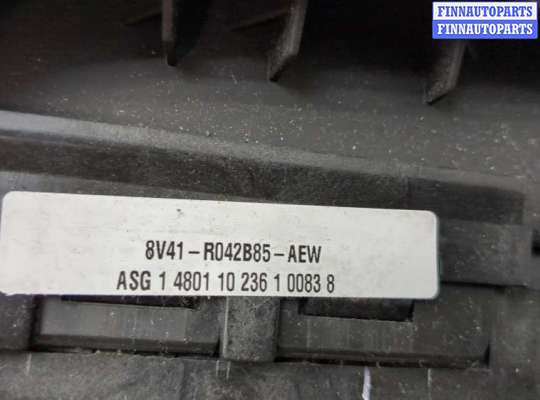 FINNAUTOPARTS
FINNAUTOPARTS
8V41-R042B85-AEW
ASG 1 4801 10 236 1 0083 8